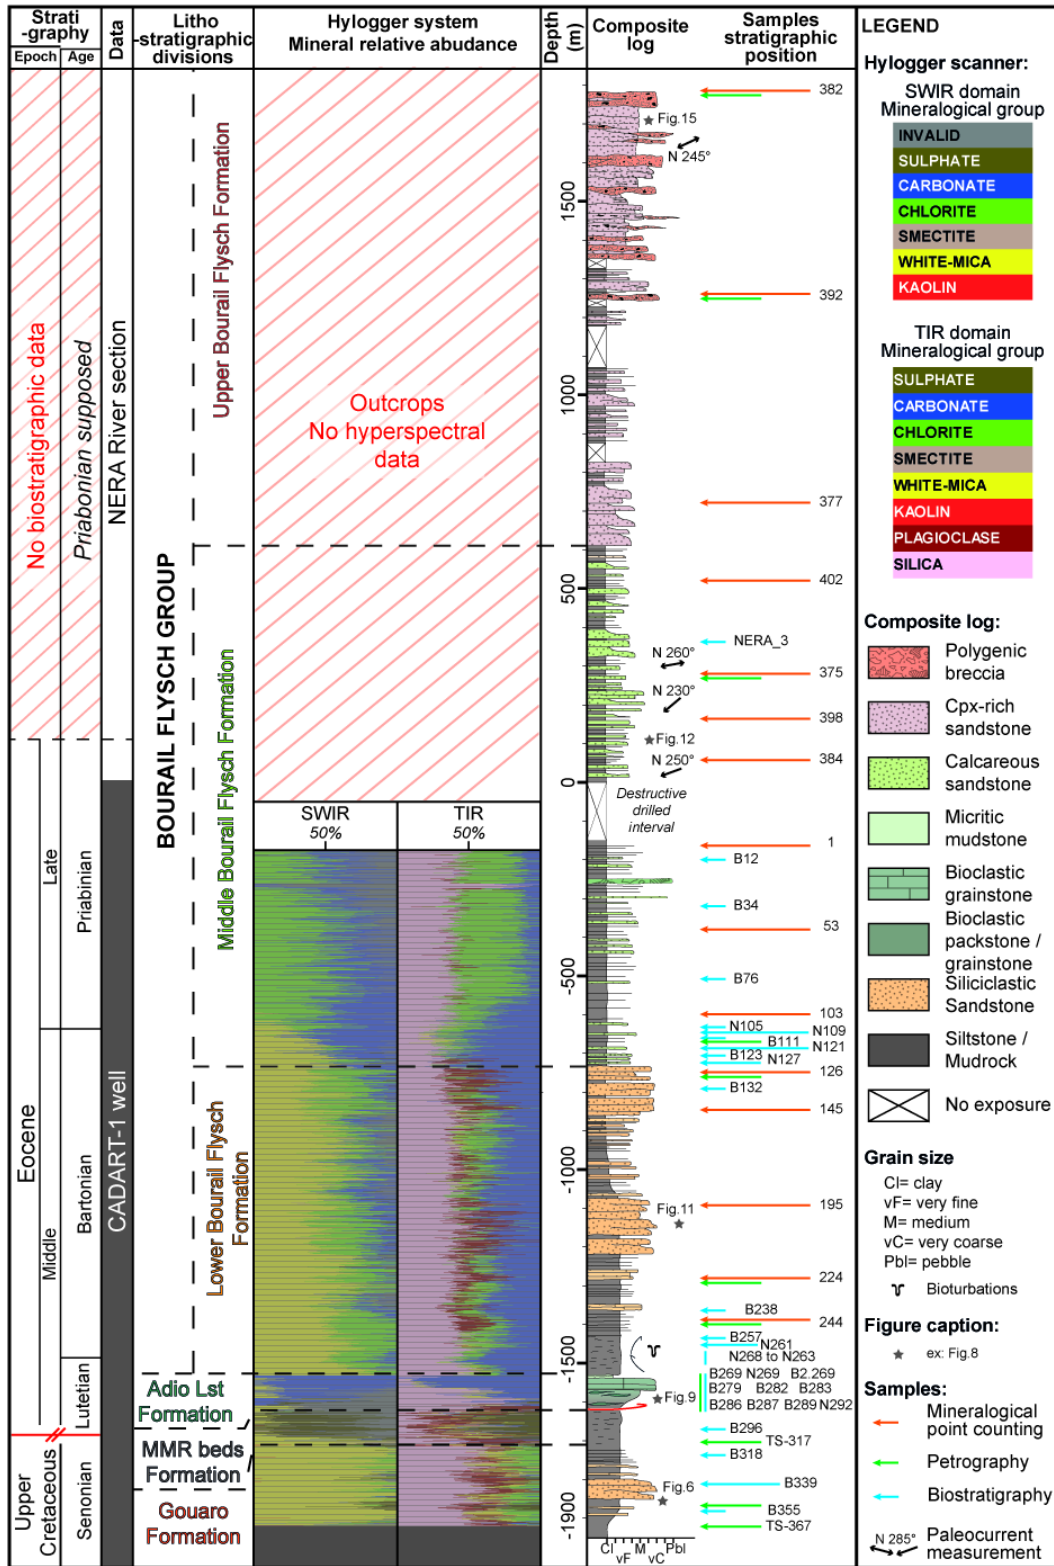 Strati
-graphy
Epoch
Age
Data
Litho
-stratigraphic
divisions
Hylogger system
Mineral relative abudance
Depth
(m)
Composite
log
Samples
stratigraphic
position
No biostratigraphic data
Priabonian supposed
NERA River section
BOURAIL FLYSCH GROUP
Upper Bourail Flysch Formation
Outcrops
No hyperspectral
data
Middle Bourail Flysch Formation
SWIR
50%
TIR
50%
Eocene
Late
Priabinian
Middle
Bartonian
Lutetian
Upper
Cretaceous
Senonian
CADART-1 well
Lower Bourail Flysch
Formation
Adio Lst
Formation
MMR beds
Formation
Gouaro
Formation
1500
1000
500
0
-500
-1000
-1500
-1900
Fig.15
N 245°
N 260°
N 230°
Fig.12
N 250°
Destructive
drilled
interval
Fig.11
Fig.9
Fig.6
Cl
vF
M
vC
Pbl
382
392
377
402
NERA_3
375
398
384
1
B12
B34
53
B76
103
N105
N109
B111
N121
B123
N127
126
B132
145
195
224
B238
244
B257
N261
N268 to N263
B269 N269 B2.269
B279 B282 B283
B286 B287 B289 N292
B296
TS-317
B318
B339
B355
TS-367
LEGEND
Hylogger scanner:
SWIR domain
Mineralogical group
INVALID
SULPHATE
CARBONATE
CHLORITE
SMECTITE
WHITE-MICA
KAOLIN
TIR domain
Mineralogical group
SULPHATE
CARBONATE
CHLORITE
SMECTITE
WHITE-MICA
KAOLIN
PLAGIOCLASE
SILICA
Composite log:
Polygenic
breccia
Cpx-rich
sandstone
Calcareous
sandstone
Micritic
mudstone
Bioclastic
grainstone
Bioclastic
packstone /
grainstone
Siliciclastic
Sandstone
Siltstone /
Mudrock
No exposure
Grain size
Cl= clay
vF= very fine
M= medium
vC= very coarse
Pbl= pebble
Bioturbations
Figure caption:
ex: Fig.8
Samples:
Mineralogical
point counting
Petrography
Biostratigraphy
N 285°
Paleocurrent
measurement